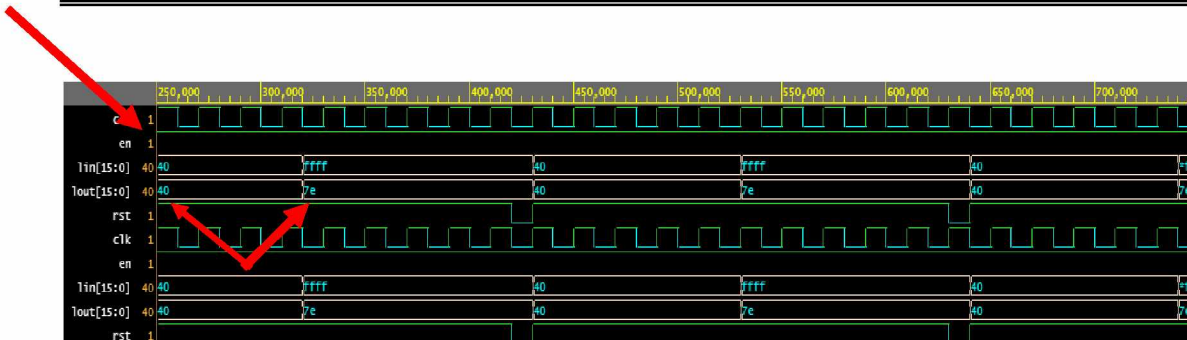 250,000 300,000 350,000 400,000 450,000 500,000 550,000 600,000 650,000 700,000
1
en 1
lin[15:0] 40 40 ffff 40 ffff 40
lout[15:0] 40 40 7e 40 7e 40
rst 1
clk 1
en 1
lin[15:0] 40 40 ffff 40 ffff 40
lout[15:0] 40 40 7e 40 7e 40
rst 1